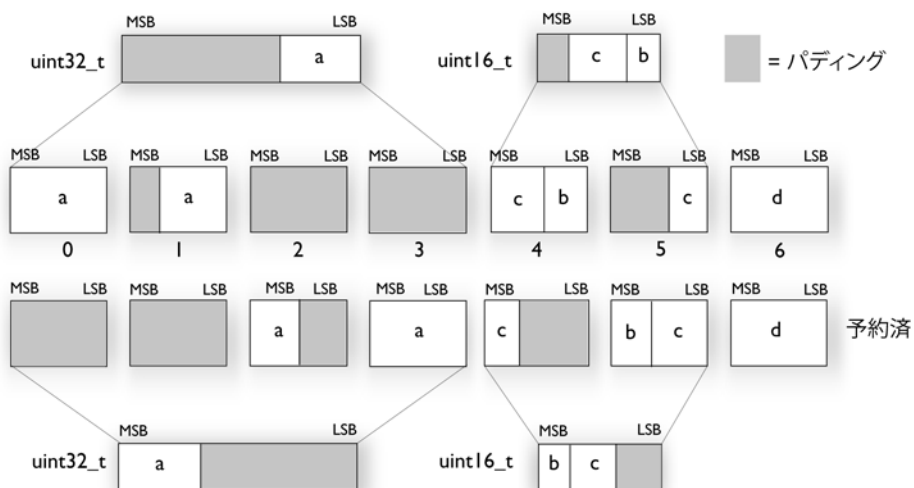 MSB LSB MSB LSB
uint32_t a uint16_t c b = パディング
MSB LSB MSB LSB MSB LSB MSB LSB MSB LSB MSB LSB MSB LSB
a a c b c d
0 1 2 3 4 5 6
MSB LSB MSB LSB MSB LSB MSB LSB MSB LSB MSB LSB MSB LSB
a a c b c d 予約済
MSB LSB MSB LSB
uint32_t a uint16_t b c